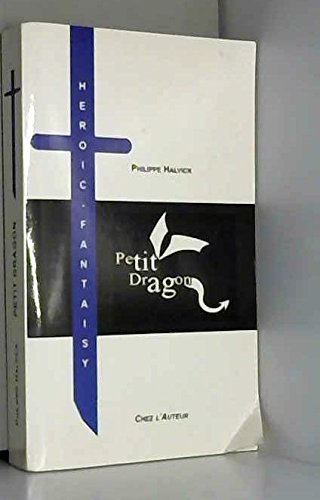 HEROIC-FANTAISY
PHILIPPE HALVICK
Petit
Dragon
CHEZ L'AUTEUR
PHILIPPE HALVICK
PETIT DRAGON